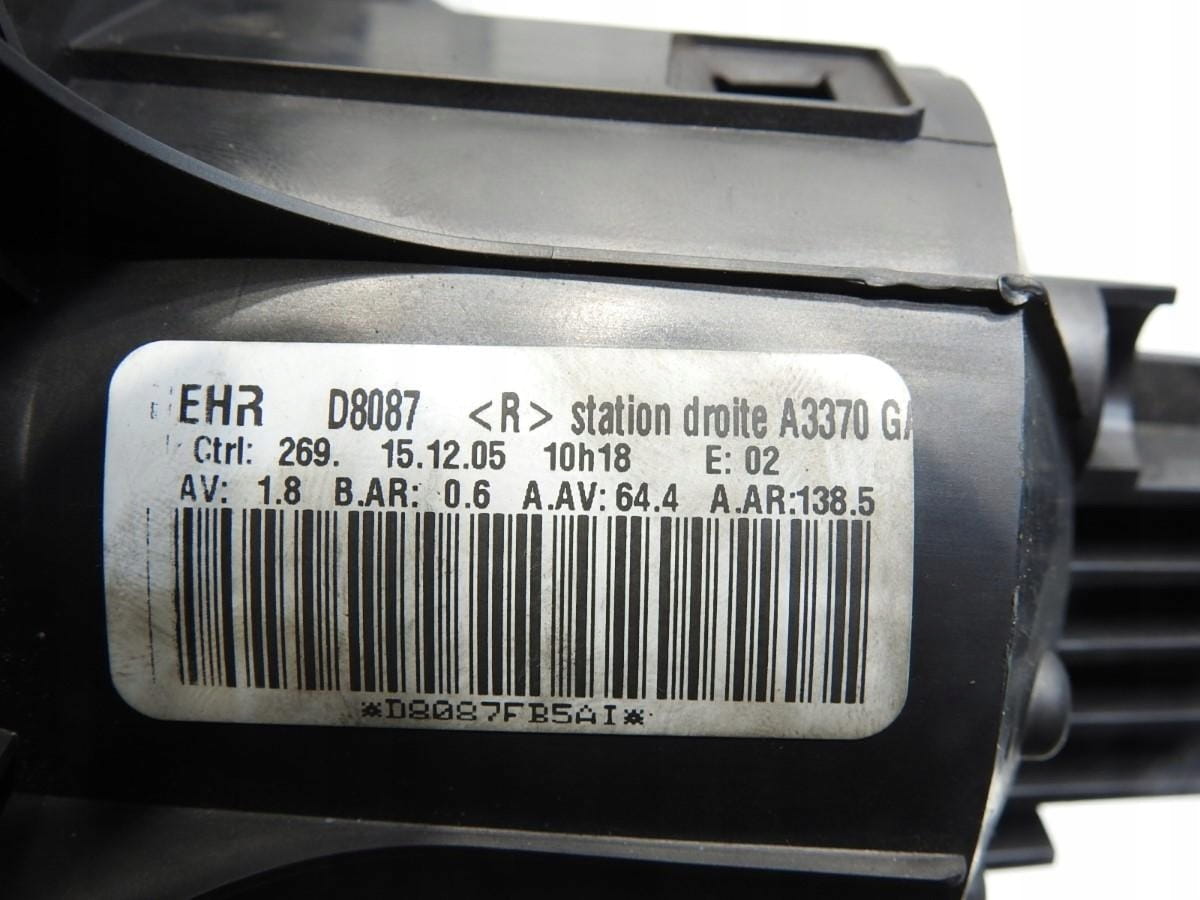 EHR D8087 <R> station droite A3370 GA
Ctrl: 269. 15.12.05 10h18 E: 02
AV: 1.8 B.AR: 0.6 A.AV: 64.4 A.AR:138.5
*D8087FB5AI*